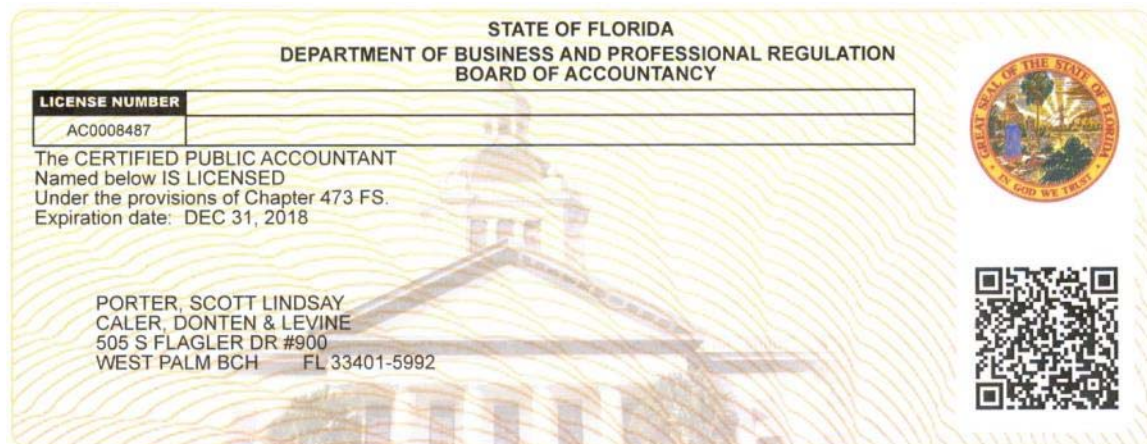 STATE OF FLORIDA
DEPARTMENT OF BUSINESS AND PROFESSIONAL REGULATION
BOARD OF ACCOUNTANCY
LICENSE NUMBER
AC0008487
The CERTIFIED PUBLIC ACCOUNTANT
Named below IS LICENSED
Under the provisions of Chapter 473 FS.
Expiration date: DEC 31, 2018
PORTER, SCOTT LINDSAY
CALER, DONTEN & LEVINE
505 S FLAGLER DR #900
WEST PALM BCH FL 33401-5992
GREAT SEAL OF THE STATE OF FLORIDA
IN GOD WE TRUST